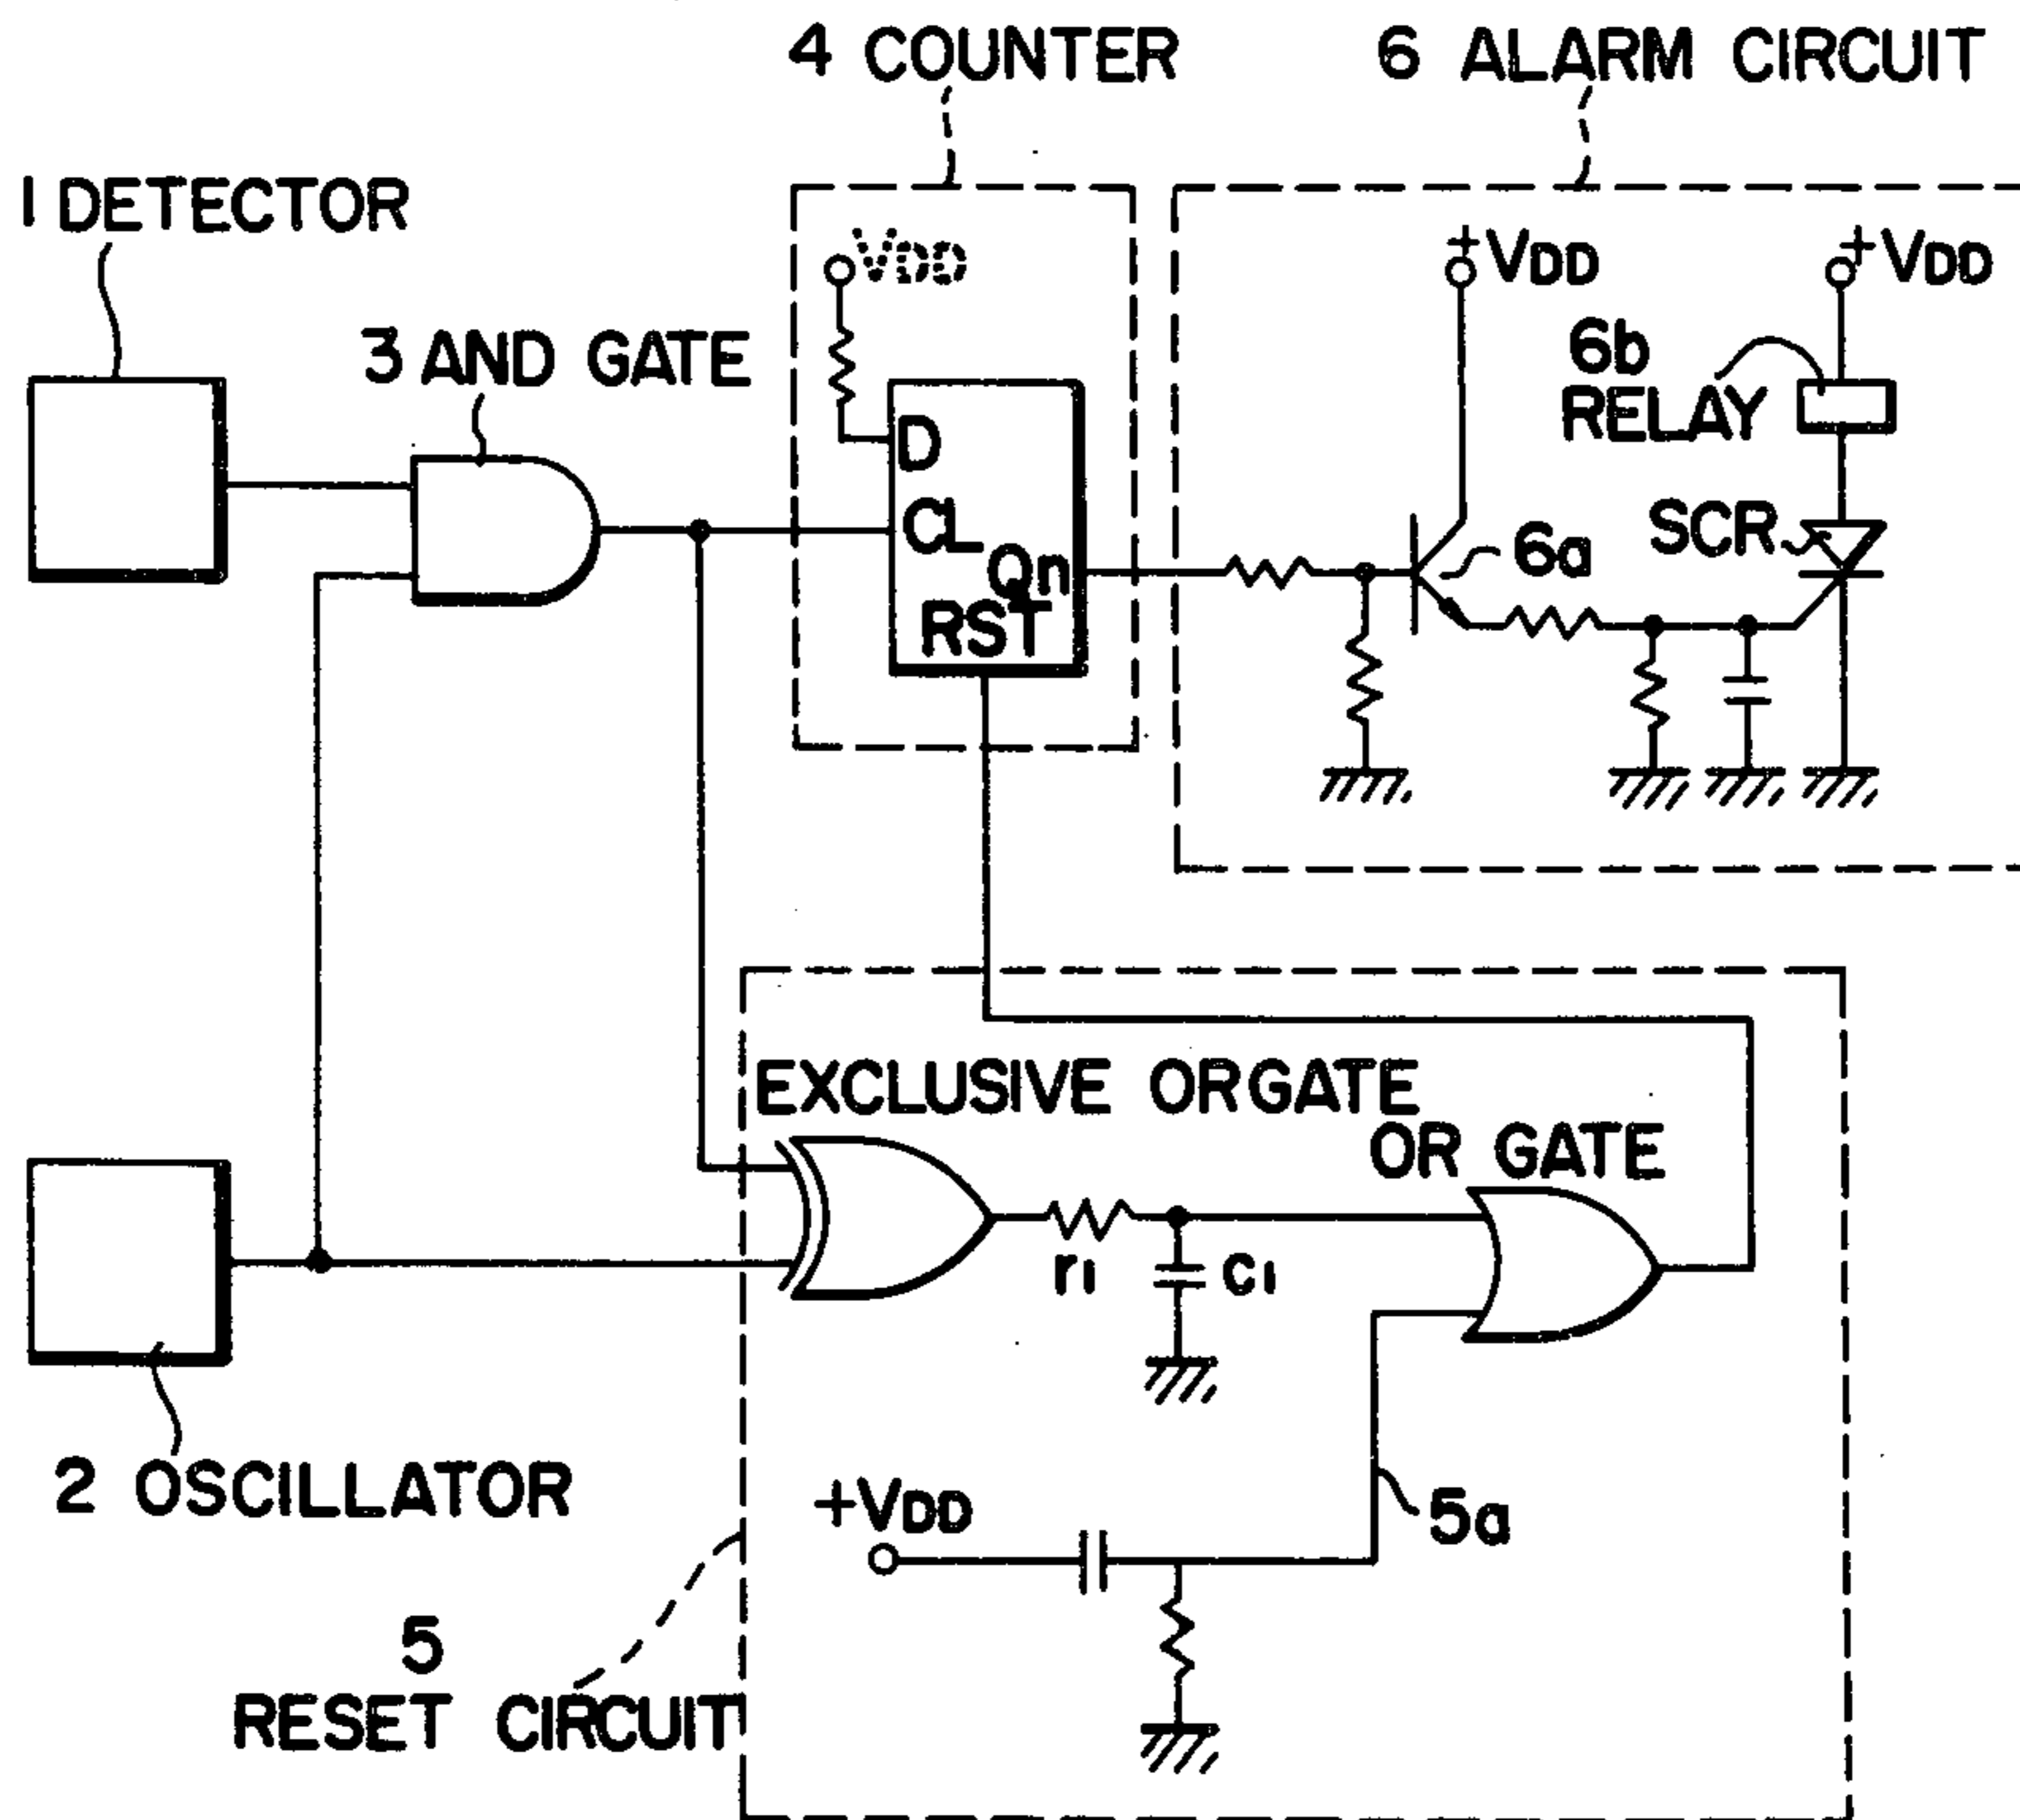 4 COUNTER
6 ALARM CIRCUIT
1 DETECTOR
VDD
+VDD
+VDD
3 AND GATE
6b
RELAY
D
CL
Qn
RST
6a
SCR
EXCLUSIVE ORGATE
OR GATE
r1
c1
2 OSCILLATOR
+VDD
5a
5
RESET CIRCUIT